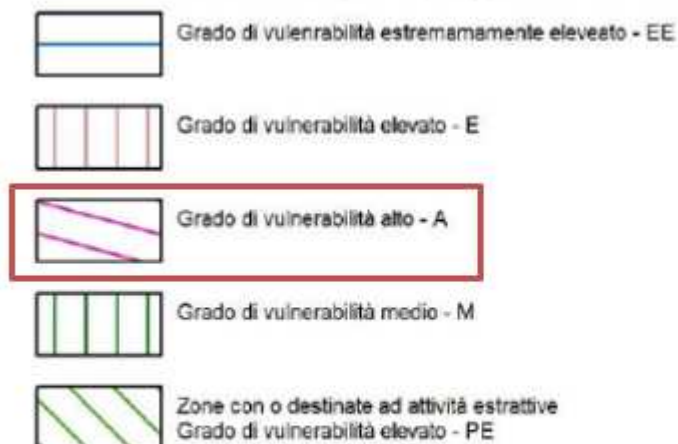 Grado di vulenrabilità estremamamente eleveato - EE
Grado di vulnerabilità elevato - E
Grado di vulnerabilità alto - A
Grado di vulnerabilità medio - M
Zone con o destinate ad attività estrattive
Grado di vulnerabilità elevato - PE